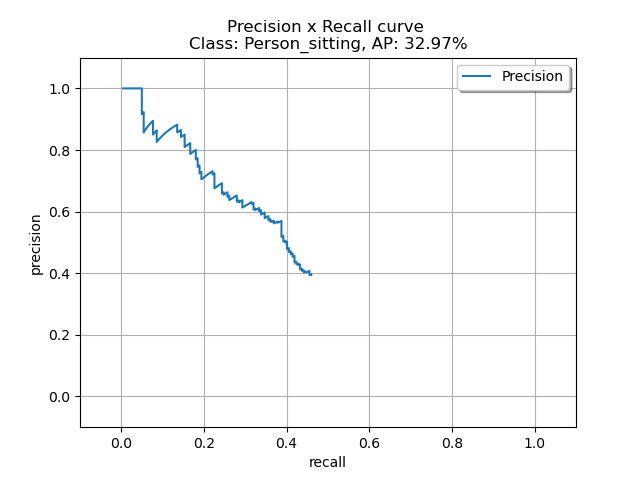 Precision x Recall curve
Class: Person_sitting, AP: 32.97%
Precision
1.0
0.8
0.6
0.4
0.2
0.0
precision
0.0 0.2 0.4 0.6 0.8 1.0
recall